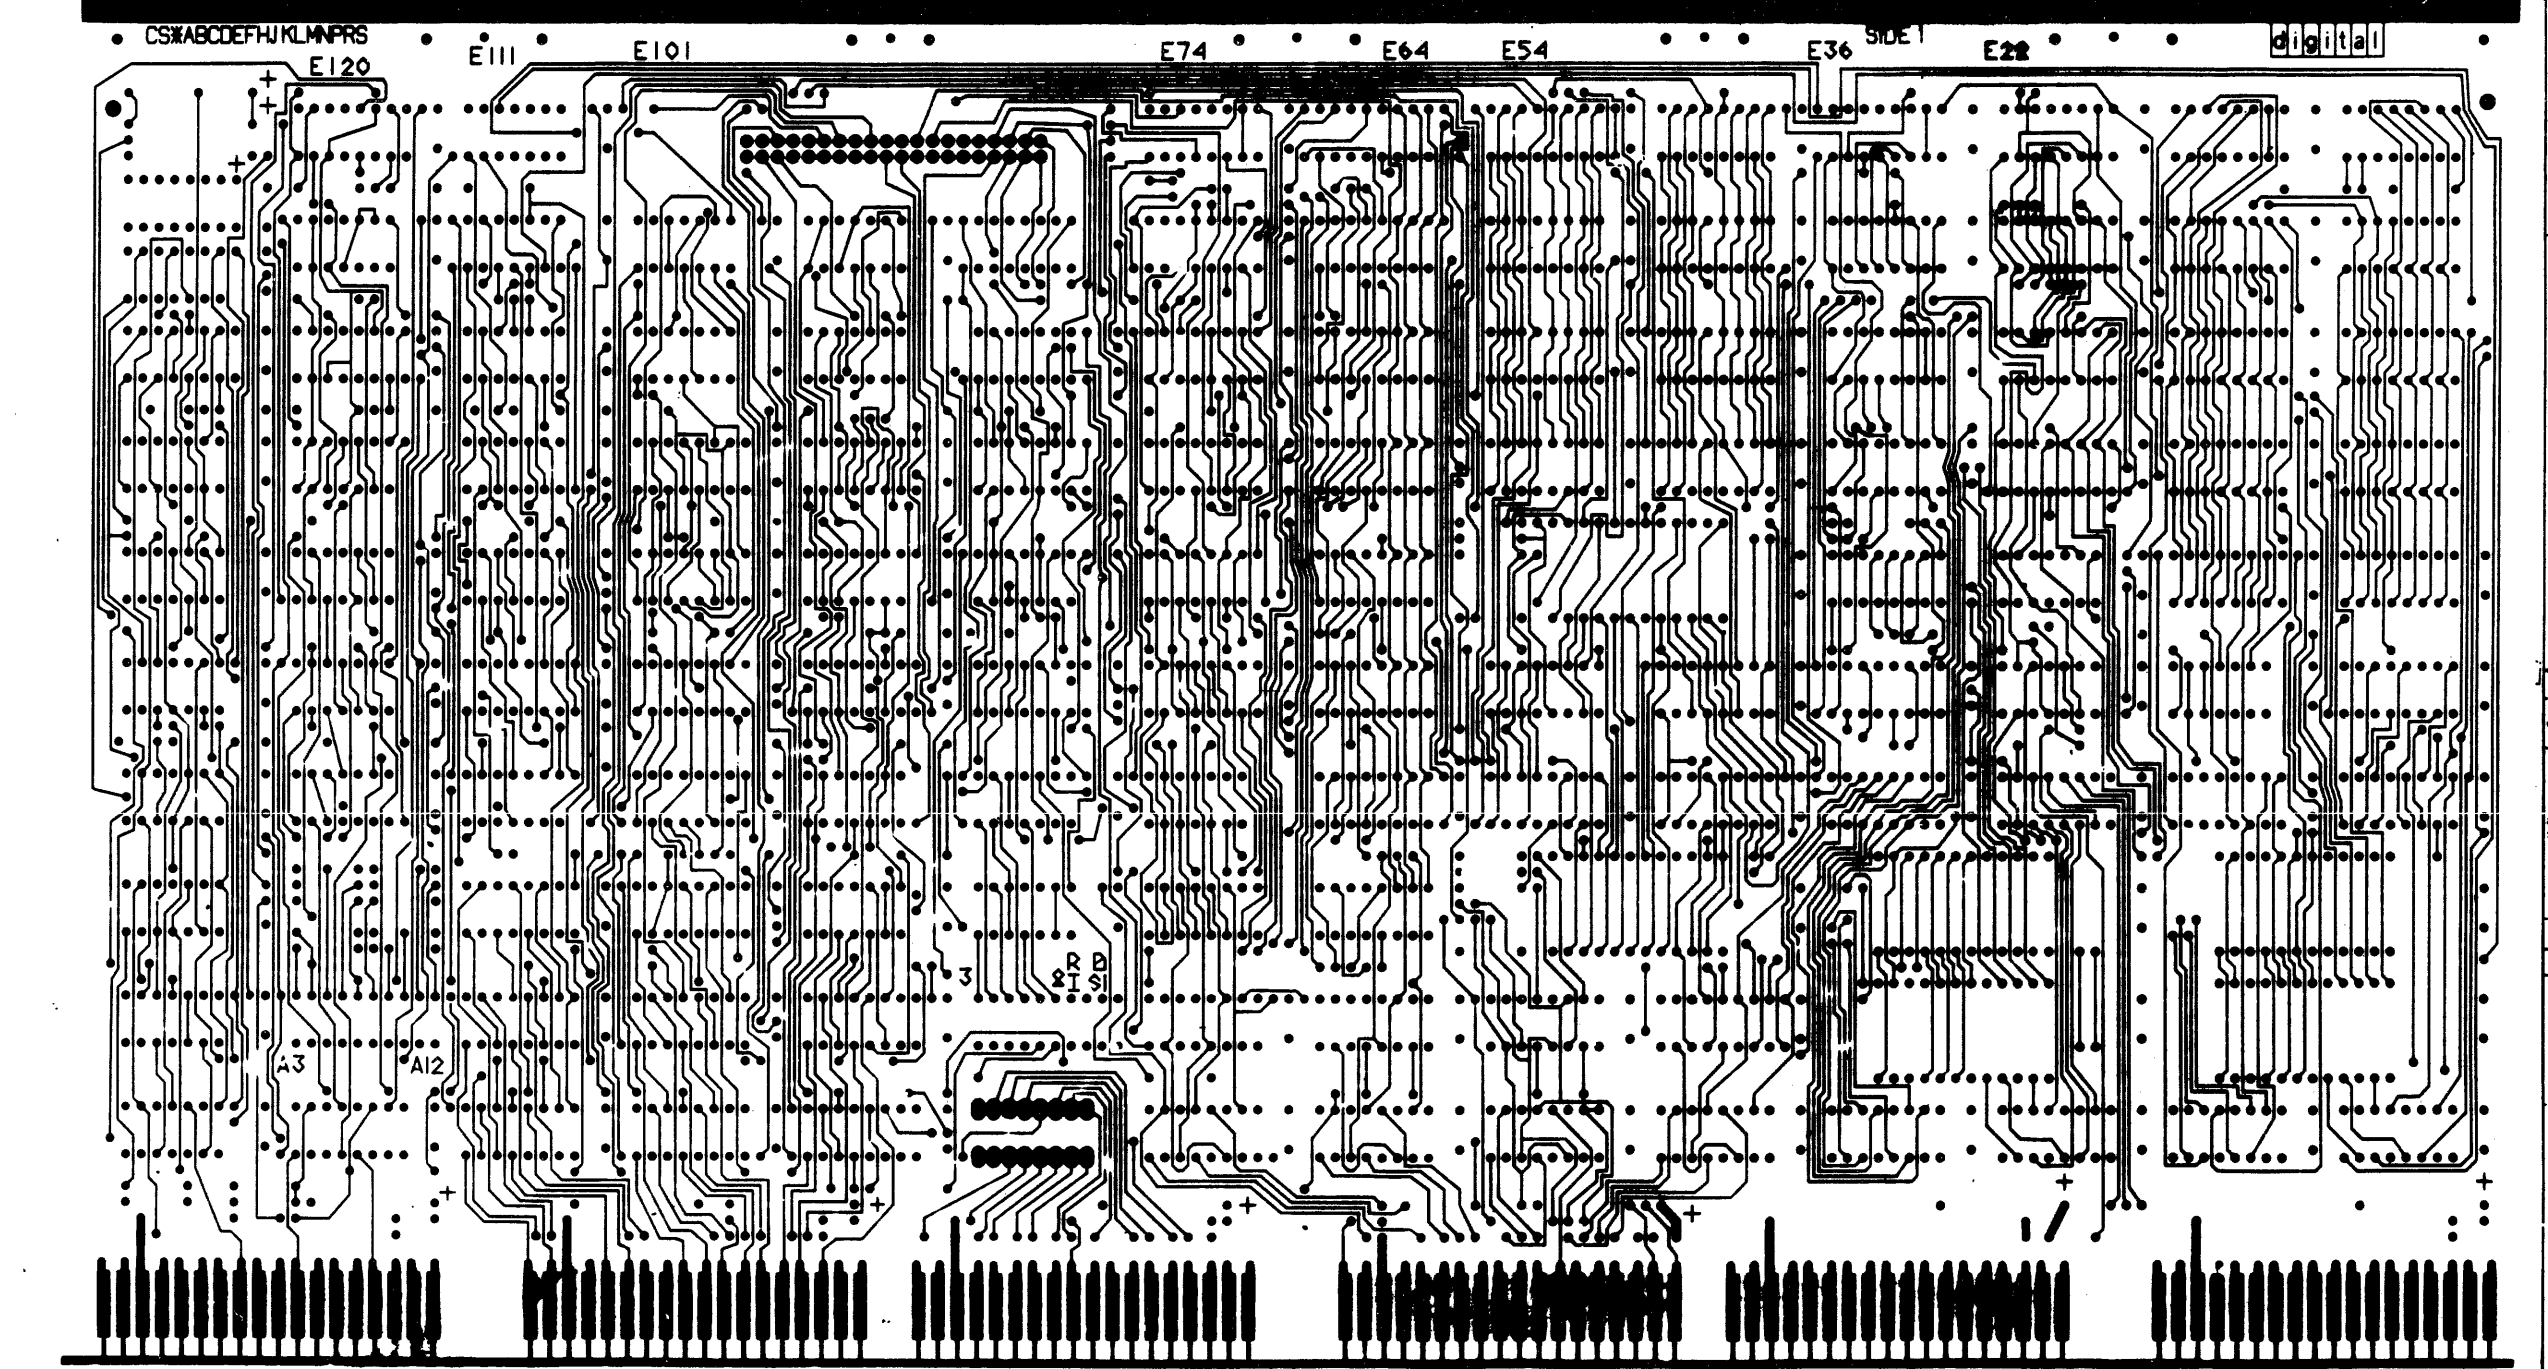 CS*ABCDEFHJKLMNPRS
SIDE 1
digital
E120
E111
E101
E74
E64
E54
E36
3
A3
A12